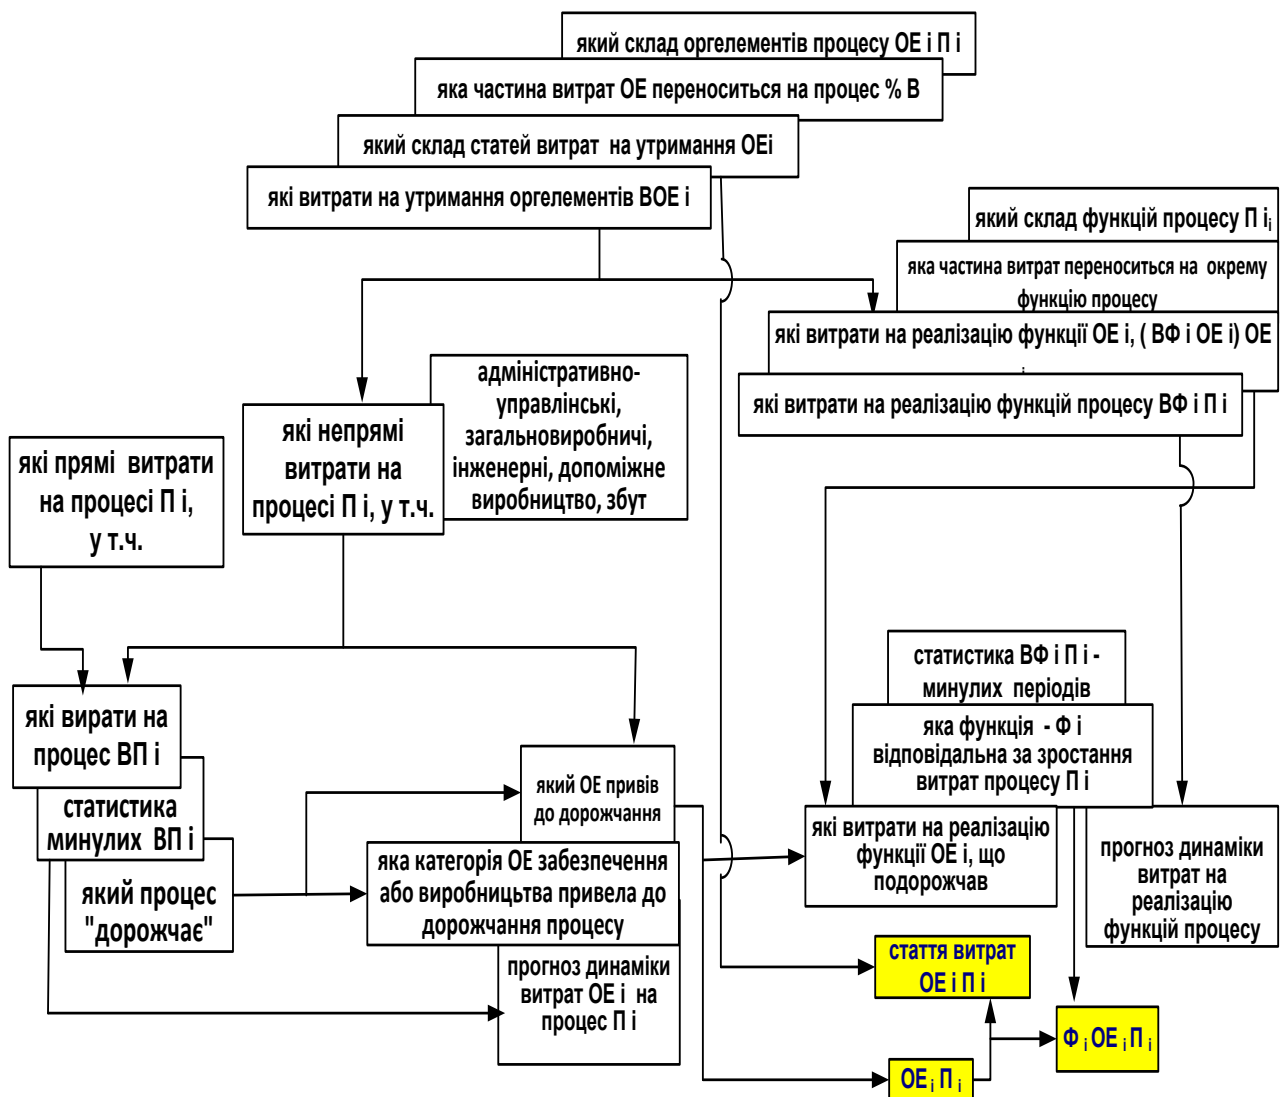 який склад оргелементів процесу ОЕ і П і
яка частина витрат ОЕ переноситься на процес % В
який склад статей витрат на утримання ОЕі
які витрати на утримання оргелементів ВОЕ і
який склад функцій процесу П іᵢ
яка частина витрат переноситься на окрему
функцію процесу
які витрати на реалізацію функції ОЕ і, ( ВФ і ОЕ і) ОЕ
які витрати на реалізацію функцій процесу ВФ і П і
адміністративно-
управлінські,
загальновиробничі,
інженерні, допоміжне
виробництво, збут
які непрямі
витрати на
процесі П і, у т.ч.
які прямі витрати
на процесі П і,
у т.ч.
які вирати на
процес ВП і
статистика
минулих ВП і
який процес
"дорожчає"
який ОЕ привів
до дорожчання
яка категорія ОЕ забезпечення
або виробництва привела до
дорожчання процесу
прогноз динаміки
витрат ОЕ і на
процес П і
статистика ВФ і П і -
минулих періодів
яка функція - Ф і
відповідальна за зростання
витрат процесу П і
які витрати на реалізацію
функції ОЕ і, що
подорожчав
прогноз динаміки
витрат на
реалізацію
функцій процесу
стаття витрат
ОЕ і П і
Ф і ОЕ і П і
ОЕ і П і